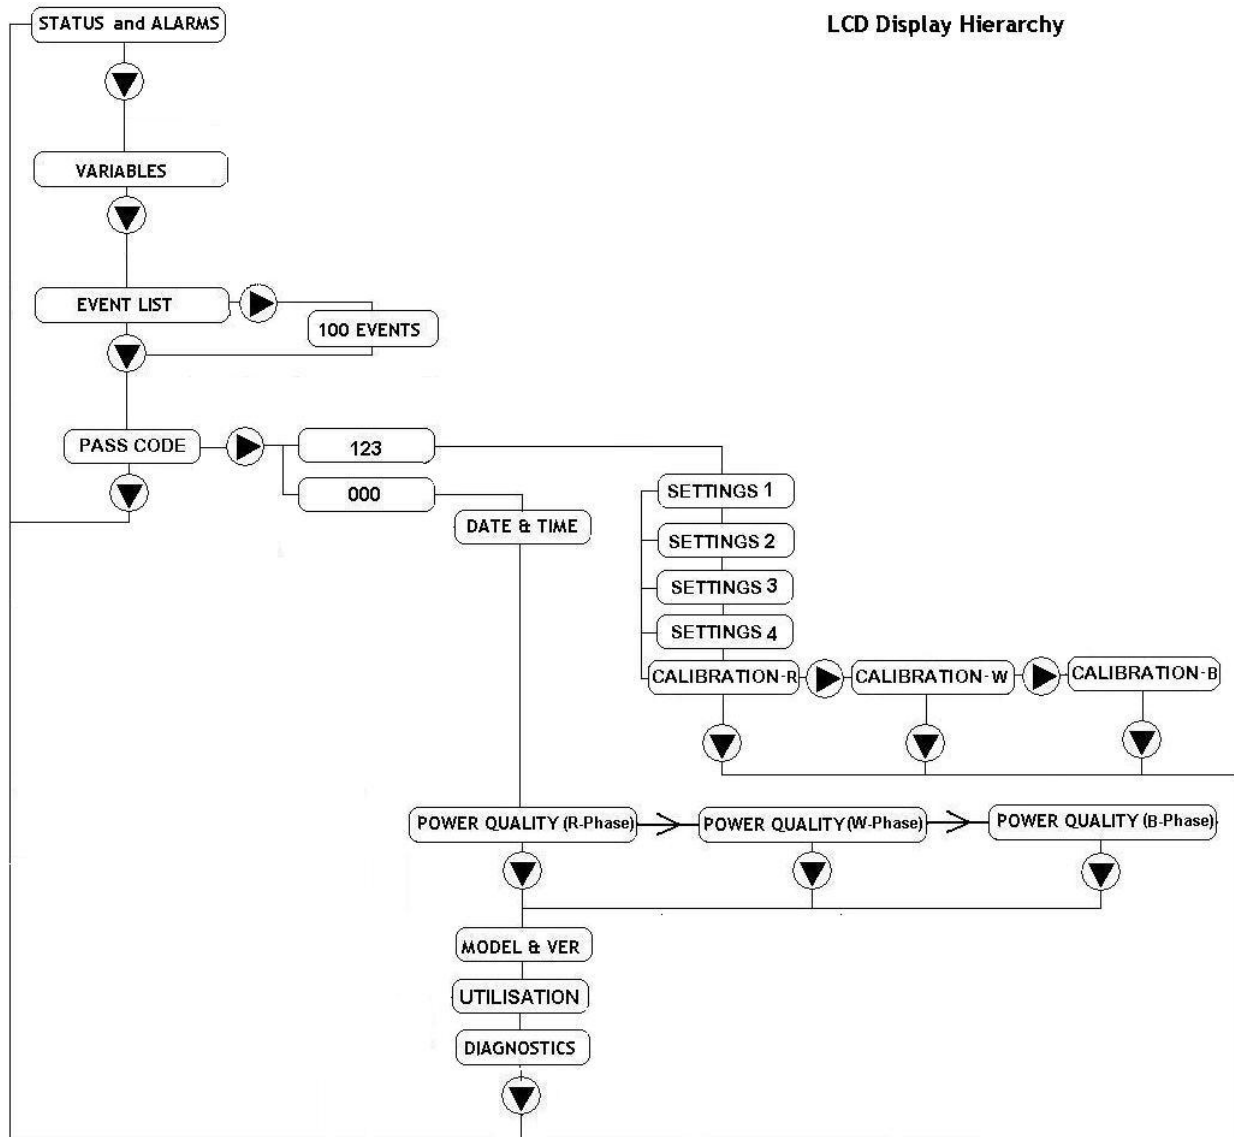 LCD Display Hierarchy
STATUS and ALARMS
VARIABLES
EVENT LIST
100 EVENTS
PASS CODE
123
000
DATE & TIME
SETTINGS 1
SETTINGS 2
SETTINGS 3
SETTINGS 4
CALIBRATION-R
CALIBRATION-W
CALIBRATION-B
POWER QUALITY (R-Phase)
POWER QUALITY (W-Phase)
POWER QUALITY (B-Phase)
MODEL & VER
UTILISATION
DIAGNOSTICS